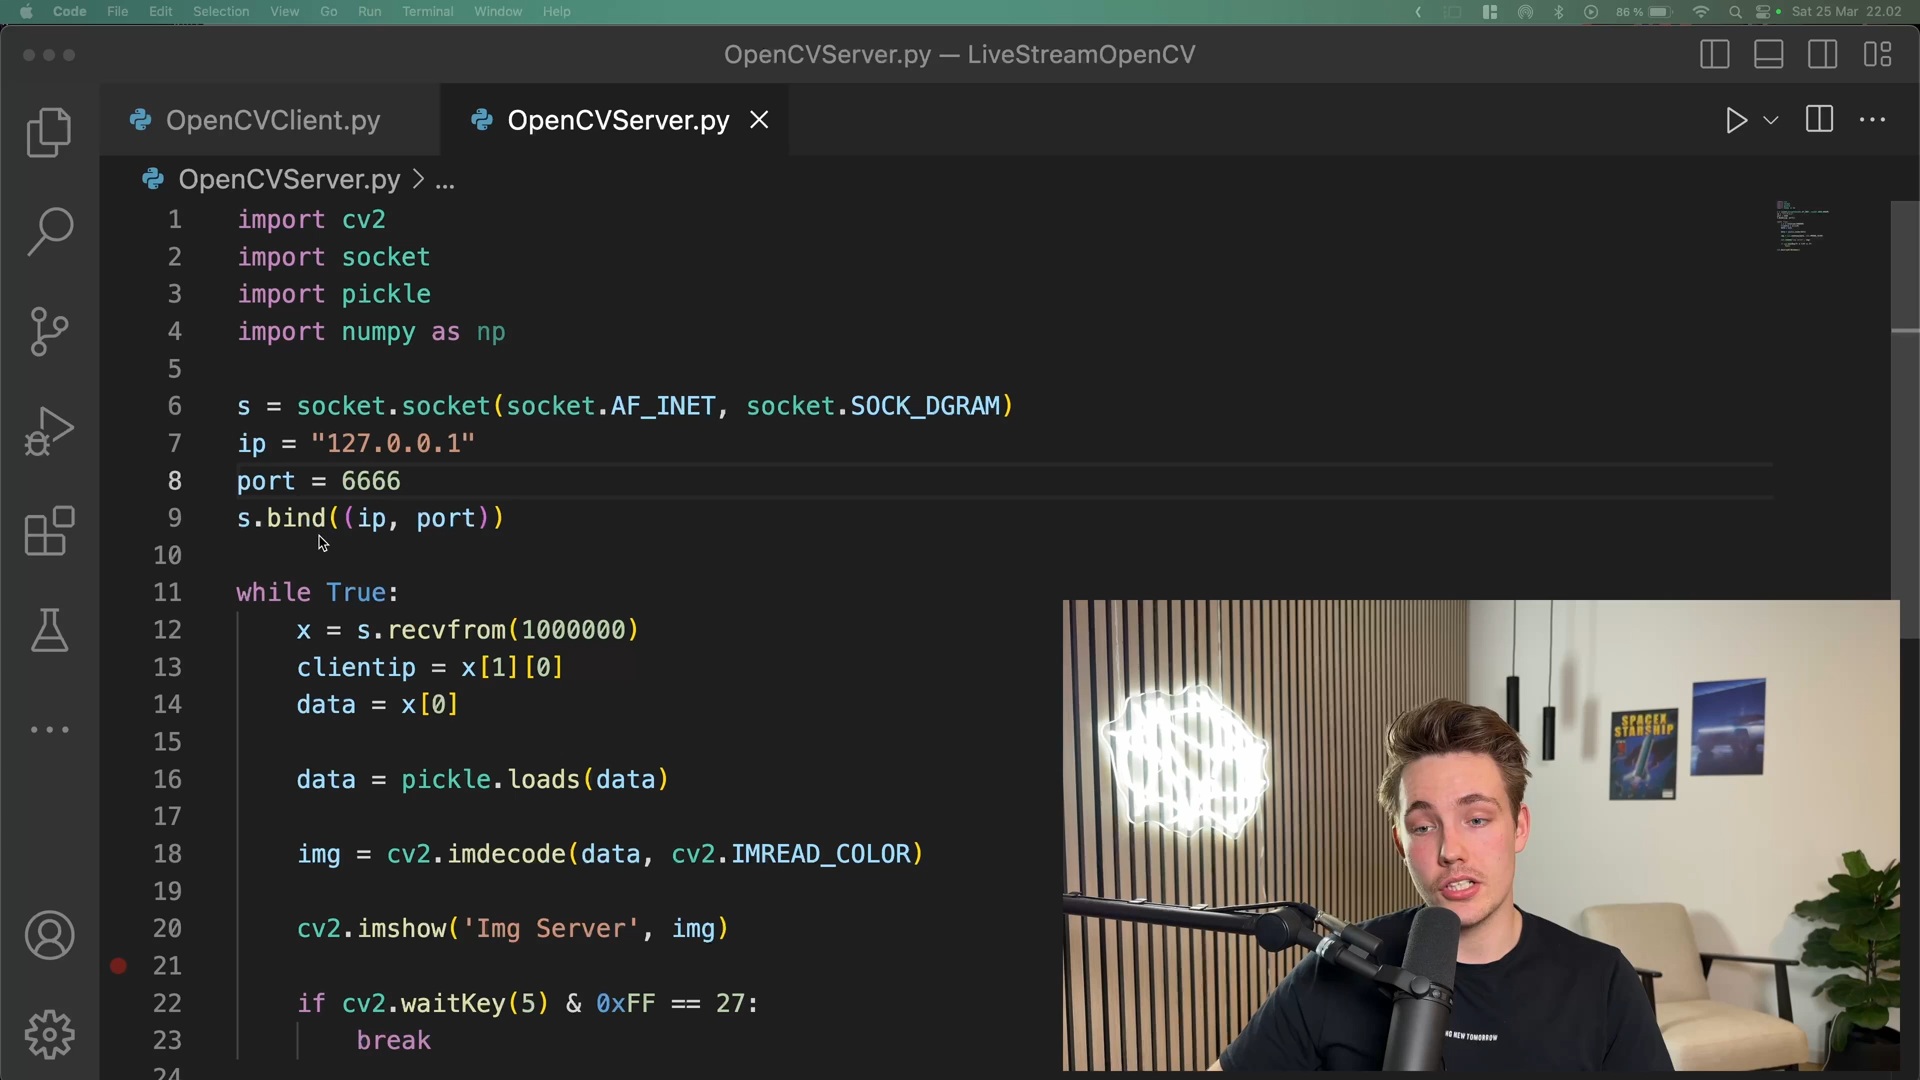 Code File Edit Selection View Go Run Terminal Window Help 86 % Sat 25 Mar 22.02
OpenCVServer.py — LiveStreamOpenCV
OpenCVClient.py OpenCVServer.py
OpenCVServer.py > ...
1 import cv2
2 import socket
3 import pickle
4 import numpy as np
5
6 s = socket.socket(socket.AF_INET, socket.SOCK_DGRAM)
7 ip = "127.0.0.1"
8 port = 6666
9 s.bind((ip, port))
10
11 while True:
12 x = s.recvfrom(1000000)
13 clientip = x[1][0]
14 data = x[0]
15
16 data = pickle.loads(data)
17
18 img = cv2.imdecode(data, cv2.IMREAD_COLOR)
19
20 cv2.imshow('Img Server', img)
21
22 if cv2.waitKey(5) & 0xFF == 27:
23 break
24
SPACEX
STARSHIP
NEW TOMORROW